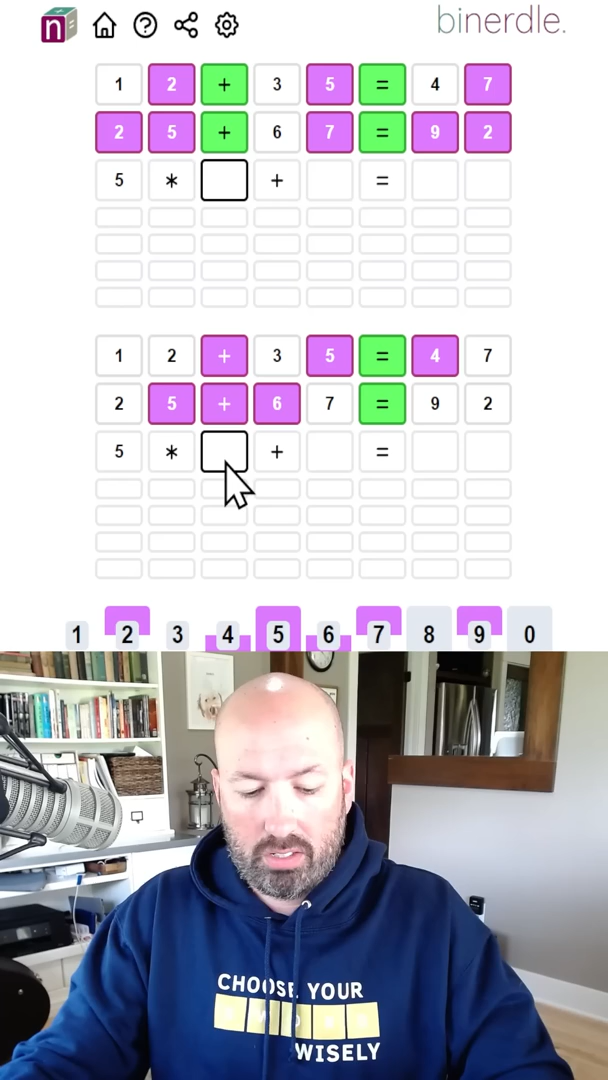 n
binerdle.
1 2 + 3 5 = 4 7
2 5 + 6 7 = 9 2
5 * + =
1 2 + 3 5 = 4 7
2 5 + 6 7 = 9 2
5 * + =
1 2 3 4 5 6 7 8 9 0
CHOOSE YOUR
WISELY